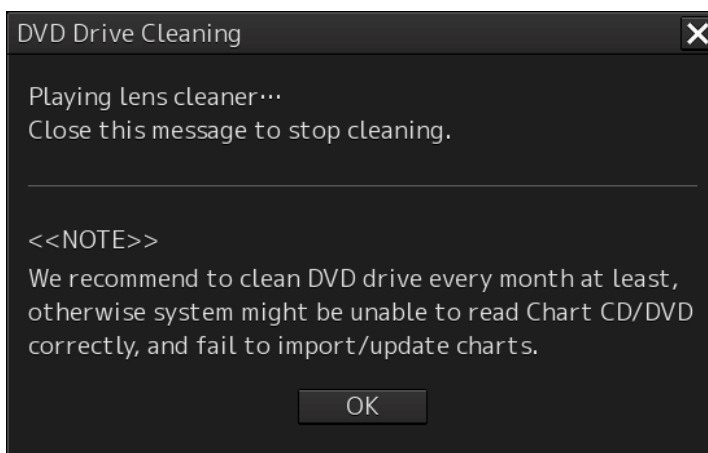 DVD Drive Cleaning
Playing lens cleaner⋯
Close this message to stop cleaning.
<<NOTE>>
We recommend to clean DVD drive every month at least,
otherwise system might be unable to read Chart CD/DVD
correctly, and fail to import/update charts.
OK